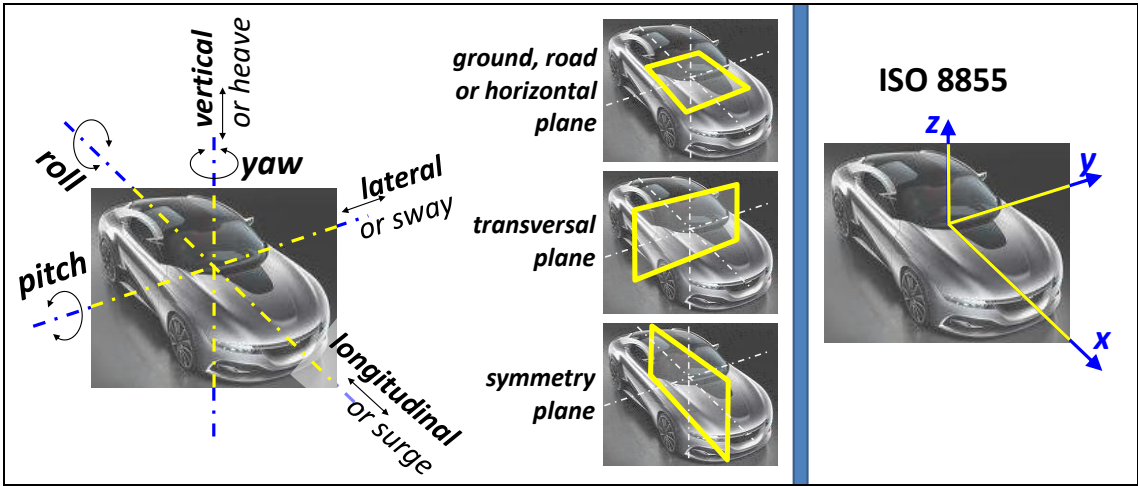 vertical
or heave
yaw
roll
pitch
lateral
or sway
longitudinal
or surge
ground, road
or horizontal
plane
transversal
plane
symmetry
plane
ISO 8855
z
y
x